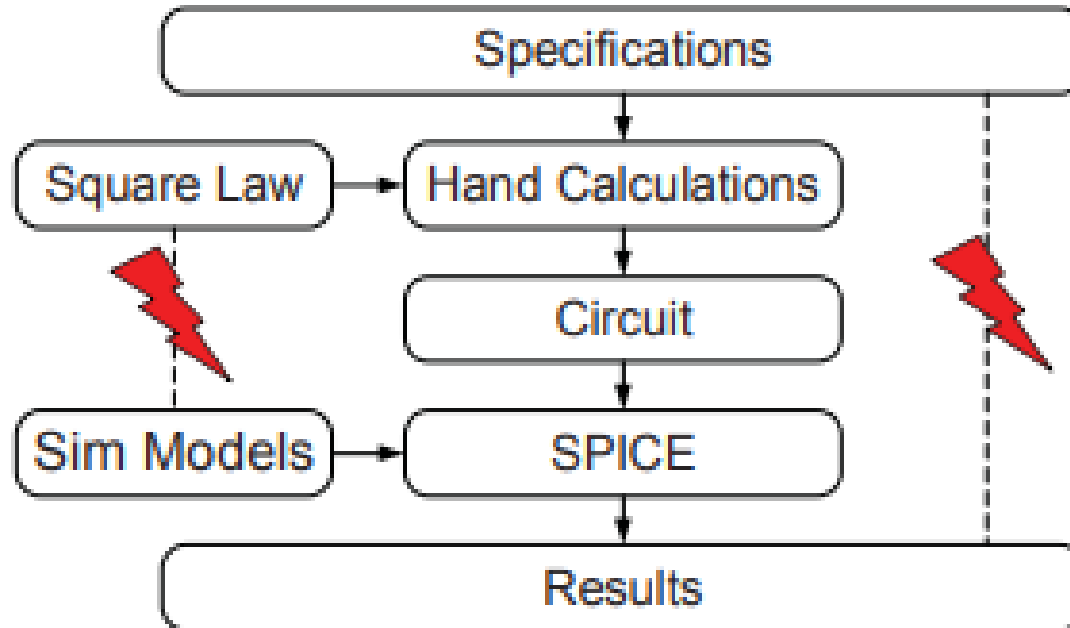 Specifications
Square Law
Hand Calculations
Circuit
Sim Models
SPICE
Results